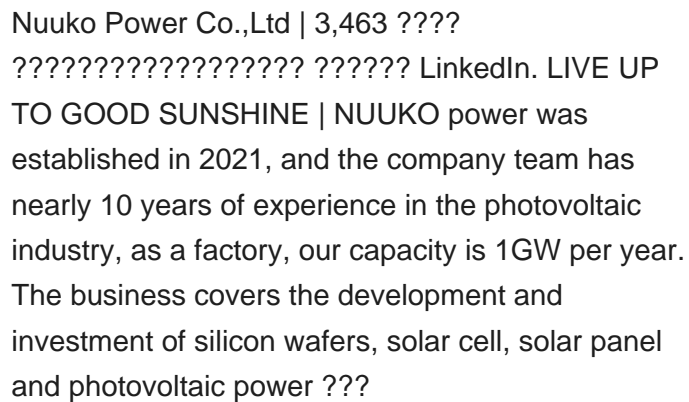 Nuuko Power Co.,Ltd | 3,463 ????
?????????????????? ?????? LinkedIn. LIVE UP
TO GOOD SUNSHINE | NUUKO power was
established in 2021, and the company team has
nearly 10 years of experience in the photovoltaic
industry, as a factory, our capacity is 1GW per year.
The business covers the development and
investment of silicon wafers, solar cell, solar panel
and photovoltaic power ???